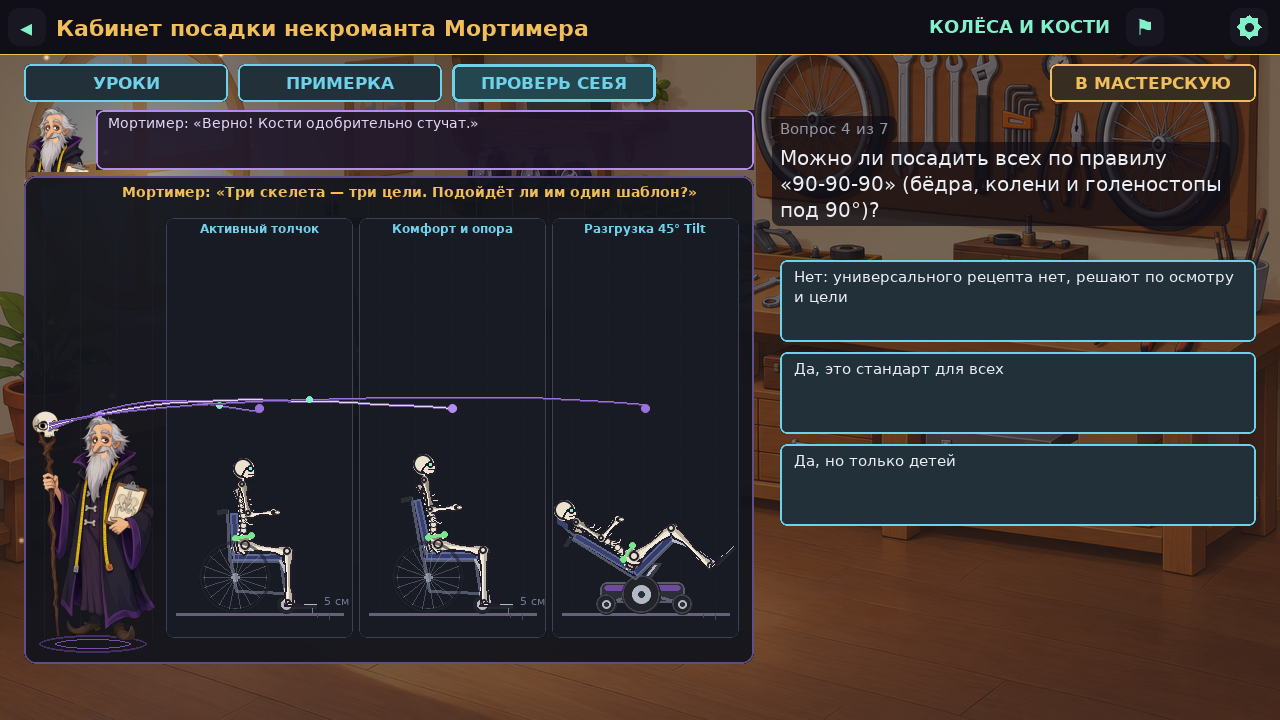 Кабинет посадки некроманта Мортимера
КОЛЁСА И КОСТИ
УРОКИ
ПРИМЕРКА
ПРОВЕРЬ СЕБЯ
В МАСТЕРСКУЮ
Мортимер: «Верно! Кости одобрительно стучат.»
Мортимер: «Три скелета — три цели. Подойдёт ли им один шаблон?»
Активный толчок
Комфорт и опора
Разгрузка 45° Tilt
5 см
5 см
Вопрос 4 из 7
Можно ли посадить всех по правилу
«90-90-90» (бёдра, колени и голеностопы
под 90°)?
Нет: универсального рецепта нет, решают по осмотру
и цели
Да, это стандарт для всех
Да, но только детей